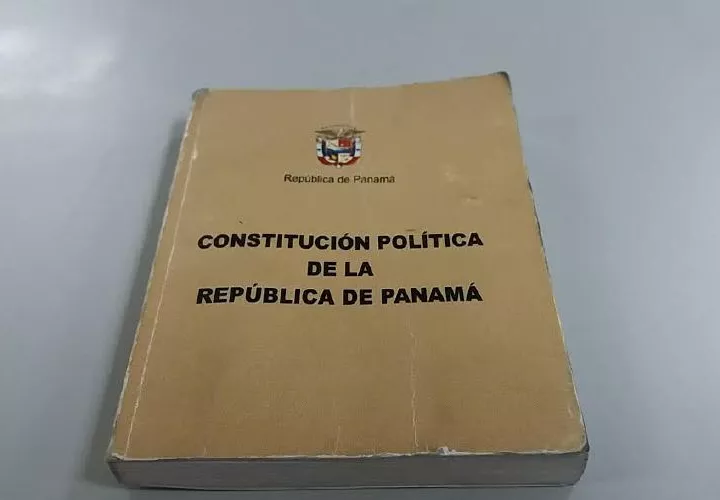 República de Panamá
CONSTITUCIÓN POLÍTICA
DE LA
REPÚBLICA DE PANAMÁ